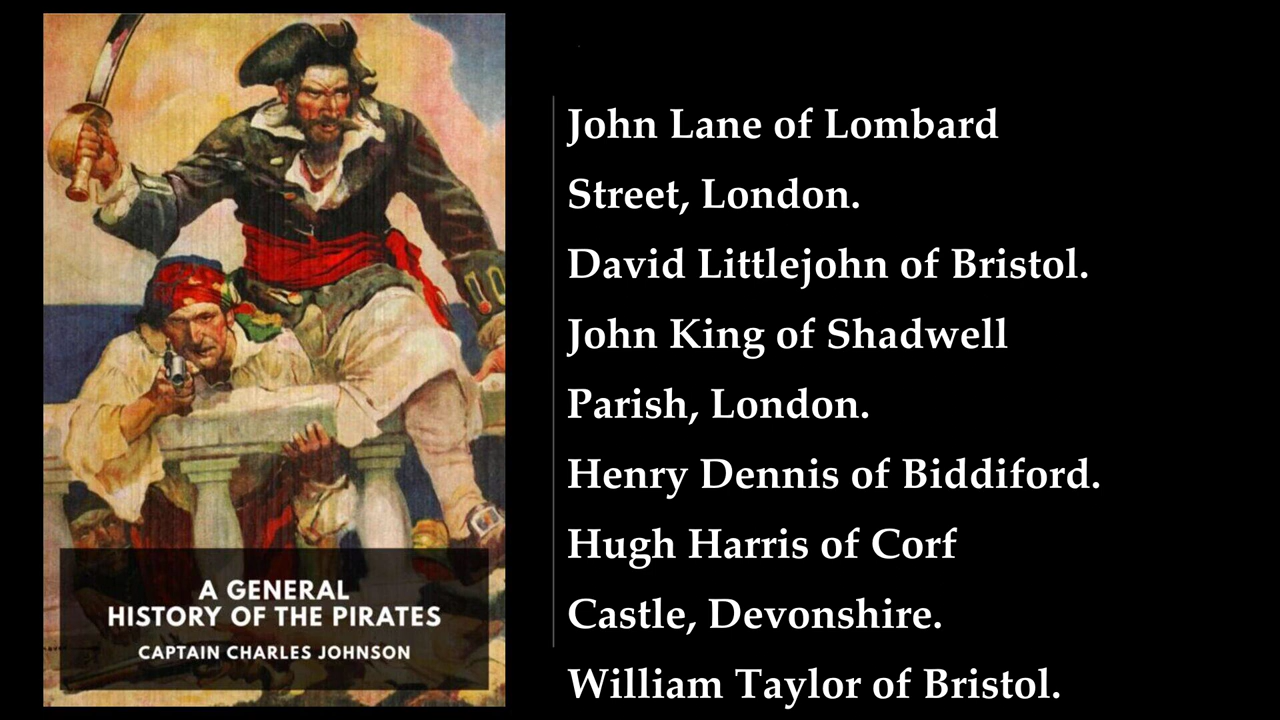 A GENERAL
HISTORY OF THE PIRATES
CAPTAIN CHARLES JOHNSON
John Lane of Lombard
Street, London.
David Littlejohn of Bristol.
John King of Shadwell
Parish, London.
Henry Dennis of Biddiford.
Hugh Harris of Corf
Castle, Devonshire.
William Taylor of Bristol.